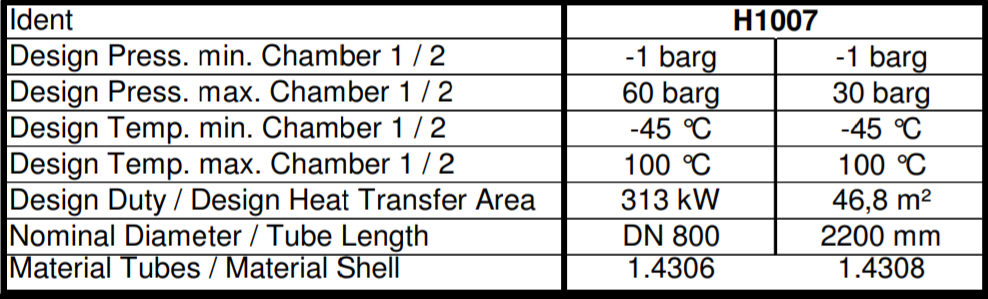 Ident H1007
Design Press. min. Chamber 1 / 2 -1 barg -1 barg
Design Press. max. Chamber 1 / 2 60 barg 30 barg
Design Temp. min. Chamber 1 / 2 -45 °C -45 °C
Design Temp. max. Chamber 1 / 2 100 °C 100 °C
Design Duty / Design Heat Transfer Area 313 kW 46,8 m²
Nominal Diameter / Tube Length DN 800 2200 mm
Material Tubes / Material Shell 1.4306 1.4308